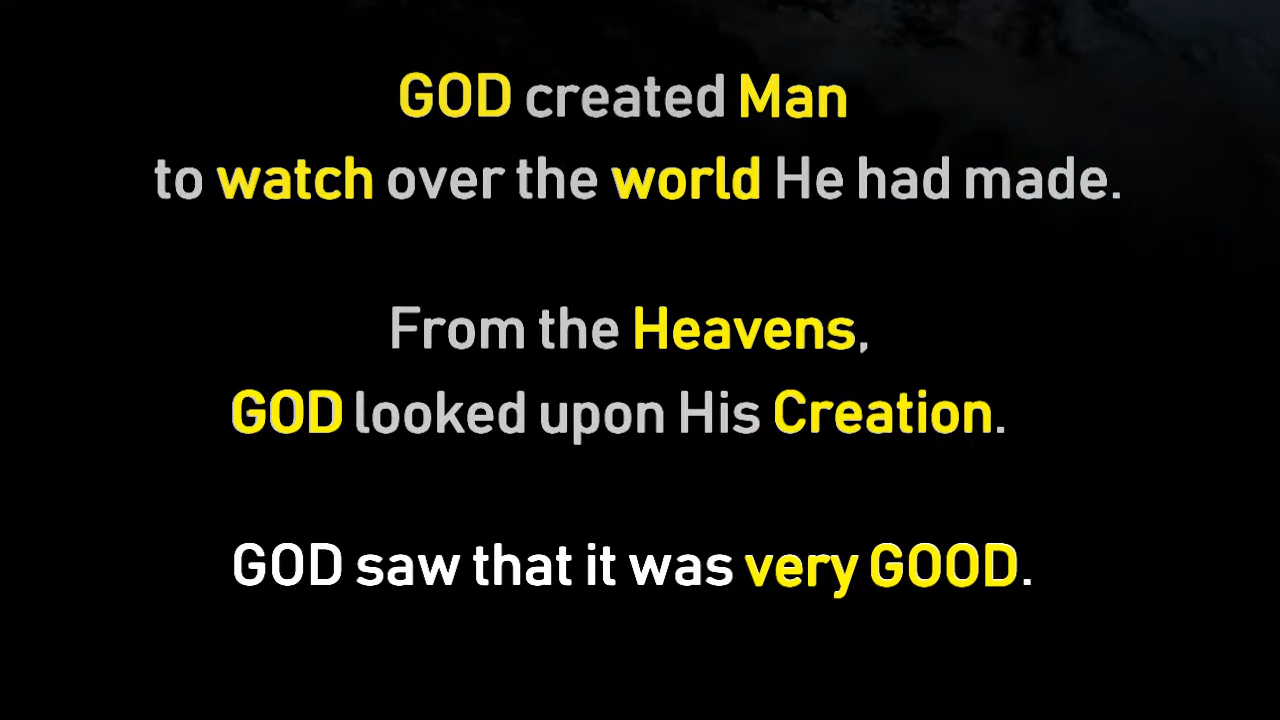 GOD created Man
to watch over the world He had made.
From the Heavens,
GOD looked upon His Creation.
GOD saw that it was very GOOD.